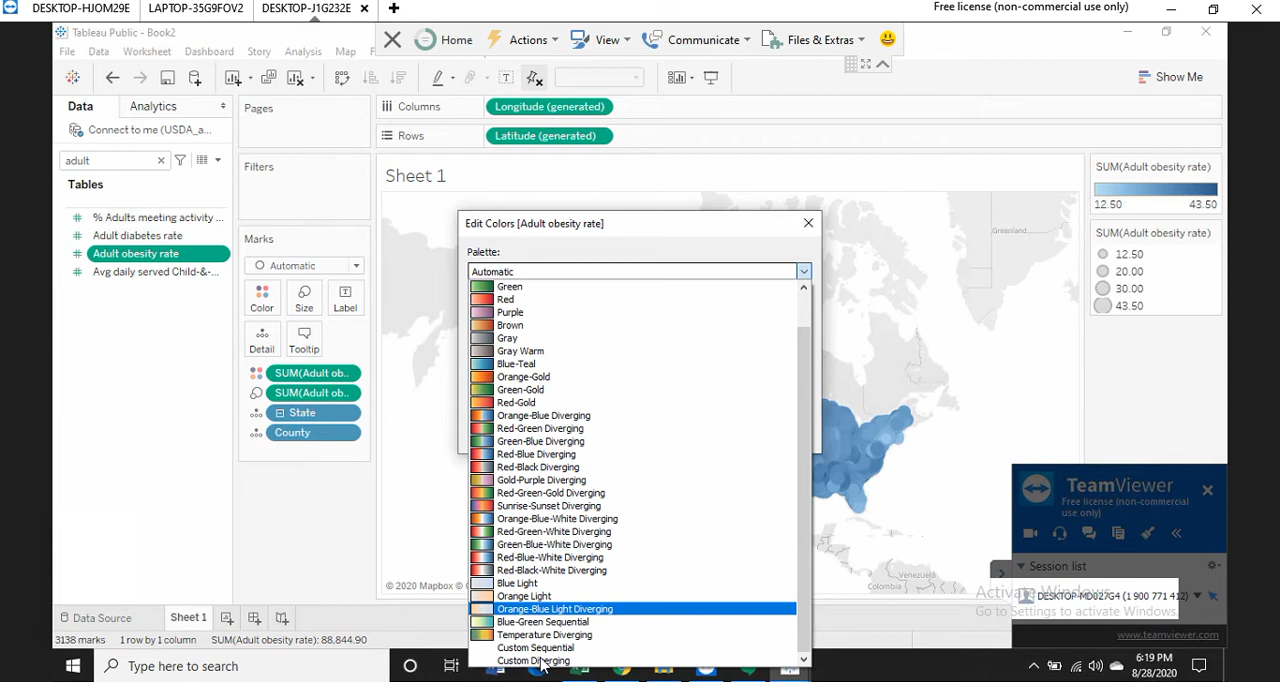 DESKTOP-HJOM29E LAPTOP-35G9FOV2 DESKTOP-J1G232E Free license (non-commercial use only)
Tableau Public - Book2
File Data Worksheet Dashboard Story Analysis Map
Home Actions View Communicate Files & Extras
Show Me
Data Analytics
Connect to me (USDA_a...
adult
Tables
% Adults meeting activity ...
Adult diabetes rate
Adult obesity rate
Avg daily served Child-&-...
Pages
Filters
Marks
Automatic
Color Size Label
Detail Tooltip
SUM(Adult ob..
SUM(Adult ob..
State
County
Columns Longitude (generated)
Rows Latitude (generated)
Sheet 1
Greenland
Edit Colors [Adult obesity rate]
Palette:
Automatic
Green
Red
Purple
Brown
Gray
Gray Warm
Blue-Teal
Orange-Gold
Green-Gold
Red-Gold
Orange-Blue Diverging
Red-Green Diverging
Green-Blue Diverging
Red-Blue Diverging
Red-Black Diverging
Gold-Purple Diverging
Red-Green-Gold Diverging
Sunrise-Sunset Diverging
Orange-Blue-White Diverging
Red-Green-White Diverging
Green-Blue-White Diverging
Red-Blue-White Diverging
Red-Black-White Diverging
Blue Light
Orange Light
Orange-Blue Light Diverging
Blue-Green Sequential
Temperature Diverging
Custom Sequential
Custom Diverging
© 2020 Mapbox ©
Venezuela
Colombia
SUM(Adult obesity rate)
12.50 43.50
SUM(Adult obesity rate)
12.50
20.00
30.00
43.50
TeamViewer
Free license (non-commercial
use only)
Session list
Activate Windows
DESKTOP-MD027G4 (1 900 771 412)
Go to Settings to activate Windows.
www.teamviewer.com
Data Source Sheet 1
3138 marks 1 row by 1 column SUM(Adult obesity rate): 88,844.90
Type here to search
6:19 PM
8/28/2020